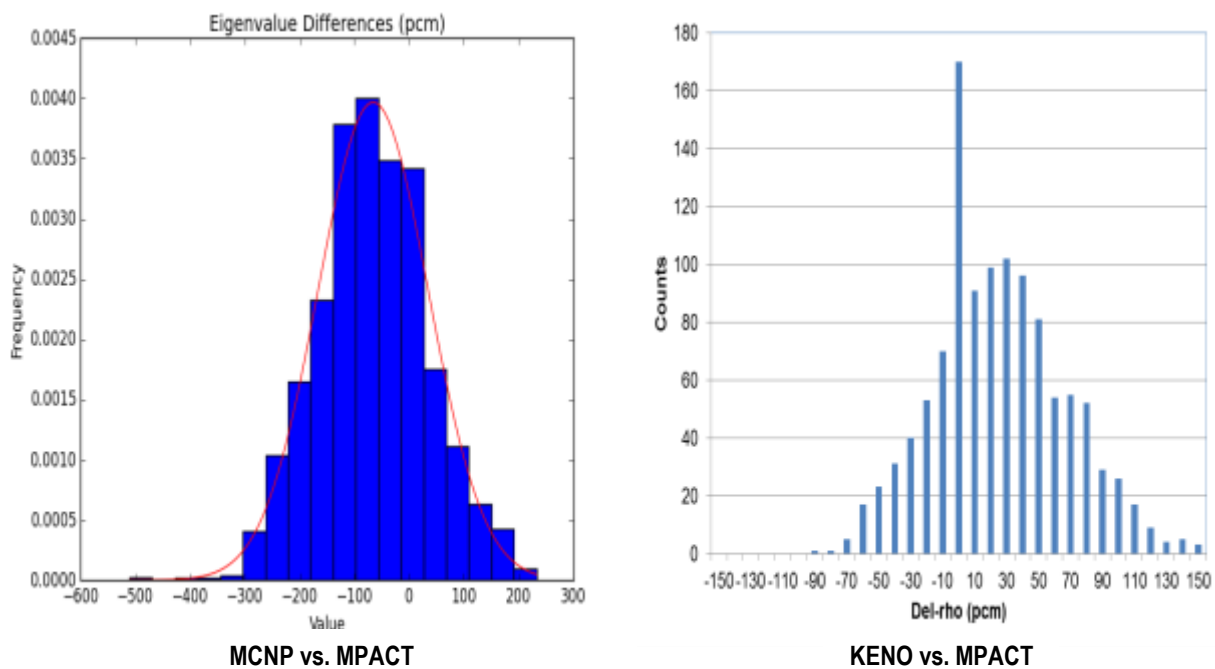 Eigenvalue Differences (pcm)
0.0045
0.0040
0.0035
0.0030
0.0025
0.0020
0.0015
0.0010
0.0005
0.0000
Frequency
−600 −500 −400 −300 −200 −100 0 100 200 300
Value
MCNP vs. MPACT
180
160
140
120
100
80
60
40
20
0
Counts
-150 -130 -110 -90 -70 -50 -30 -10 10 30 50 70 90 110 130 150
Del-rho (pcm)
KENO vs. MPACT